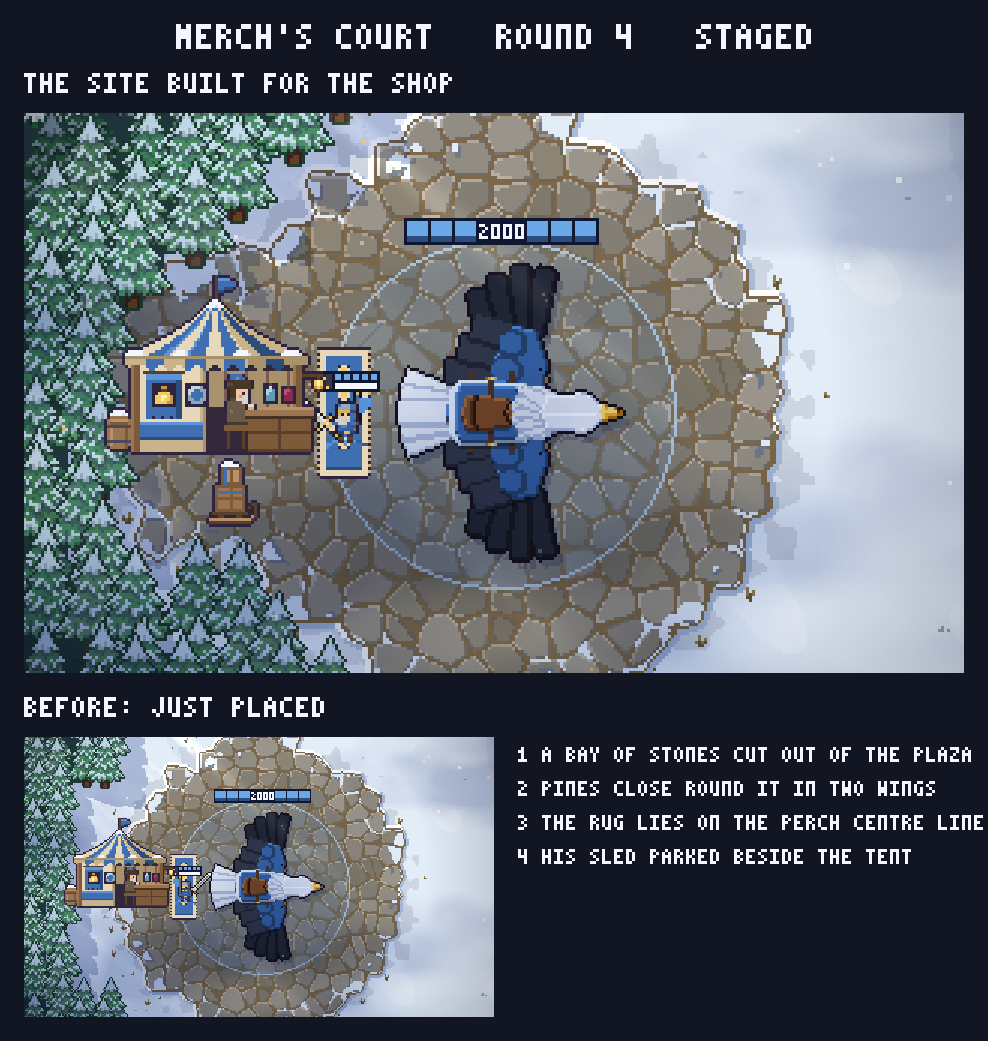 MERCH'S COURT ROUND 4 STAGED
THE SITE BUILT FOR THE SHOP
2000
BEFORE: JUST PLACED
2000
1 A BAY OF STONES CUT OUT OF THE PLAZA
2 PINES CLOSE ROUND IT IN TWO WINGS
3 THE RUG LIES ON THE PERCH CENTRE LINE
4 HIS SLED PARKED BESIDE THE TENT